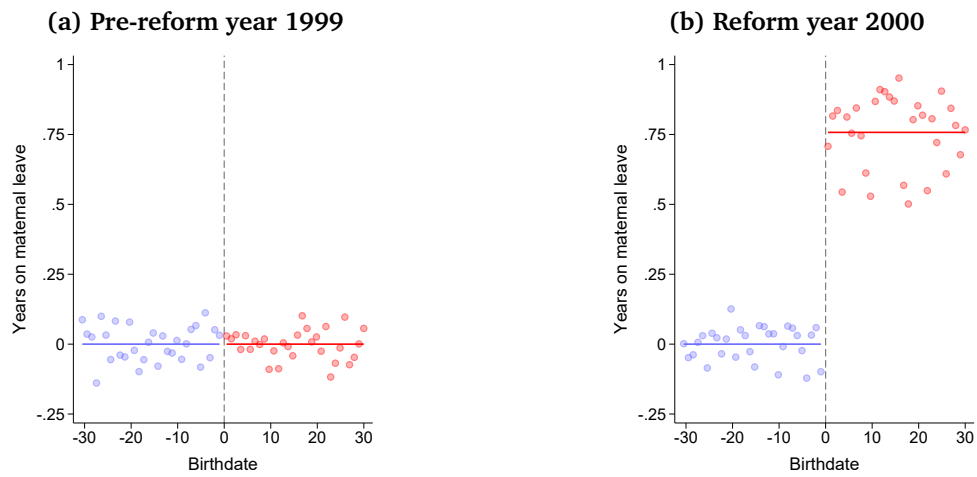 (a) Pre-reform year 1999
1
.75
.5
.25
0
-.25
Years on maternal leave
-30 -20 -10 0 10 20 30
Birthdate
(b) Reform year 2000
1
.75
.5
.25
0
-.25
Years on maternal leave
-30 -20 -10 0 10 20 30
Birthdate